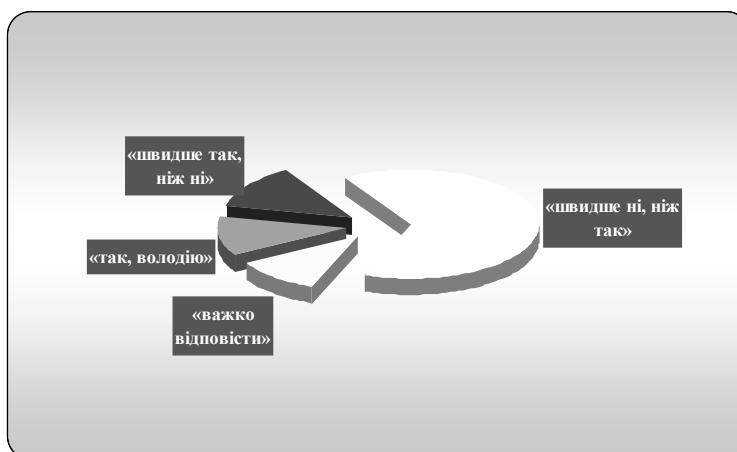 «швидше так,
ніж ні»
«швидше ні, ніж
так»
«так, володію»
«важко
відповісти»